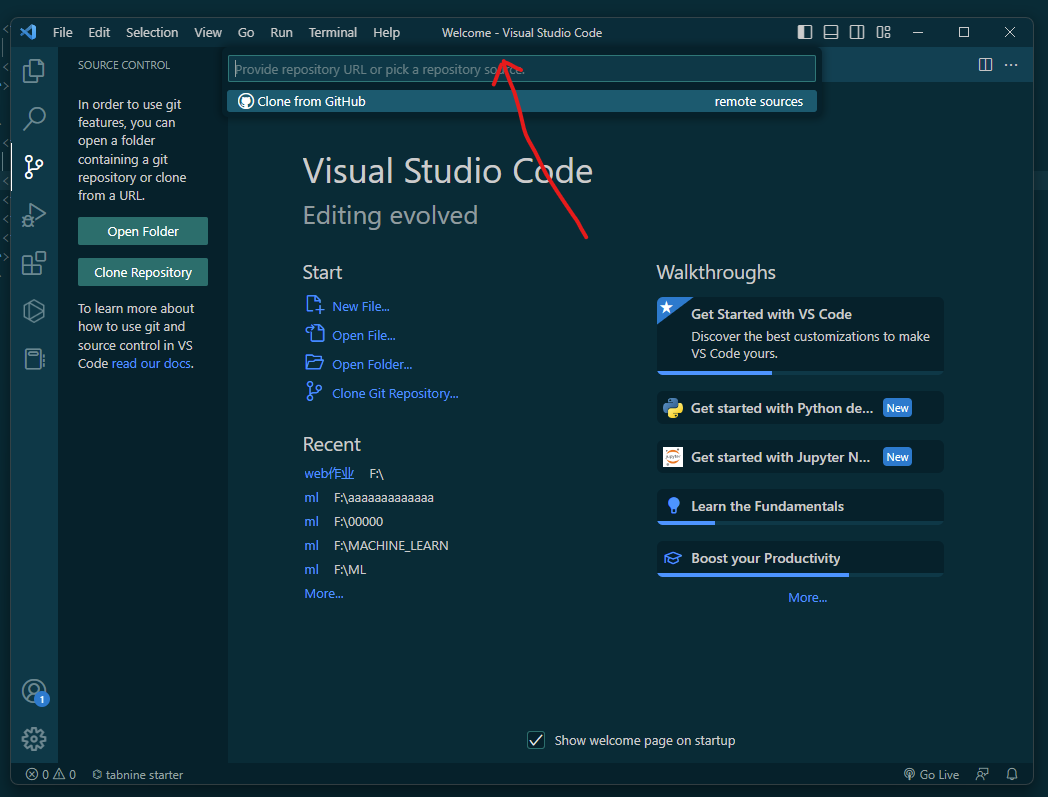 File Edit Selection View Go Run Terminal Help Welcome - Visual Studio Code
SOURCE CONTROL
In order to use git
features, you can
open a folder
containing a git
repository or clone
from a URL.
Open Folder
Clone Repository
To learn more about
how to use git and
source control in VS
Code read our docs.
Provide repository URL or pick a repository source.
Clone from GitHub remote sources
Visual Studio Code
Editing evolved
Start
New File...
Open File...
Open Folder...
Clone Git Repository...
Recent
web作业 F:\
ml F:\aaaaaaaaaaaaa
ml F:\00000
ml F:\MACHINE_LEARN
ml F:\ML
More...
Walkthroughs
Get Started with VS Code
Discover the best customizations to make
VS Code yours.
Get started with Python de... New
Jupyter
Get started with Jupyter N... New
Learn the Fundamentals
Boost your Productivity
More...
Show welcome page on startup
1
0 0 tabnine starter Go Live